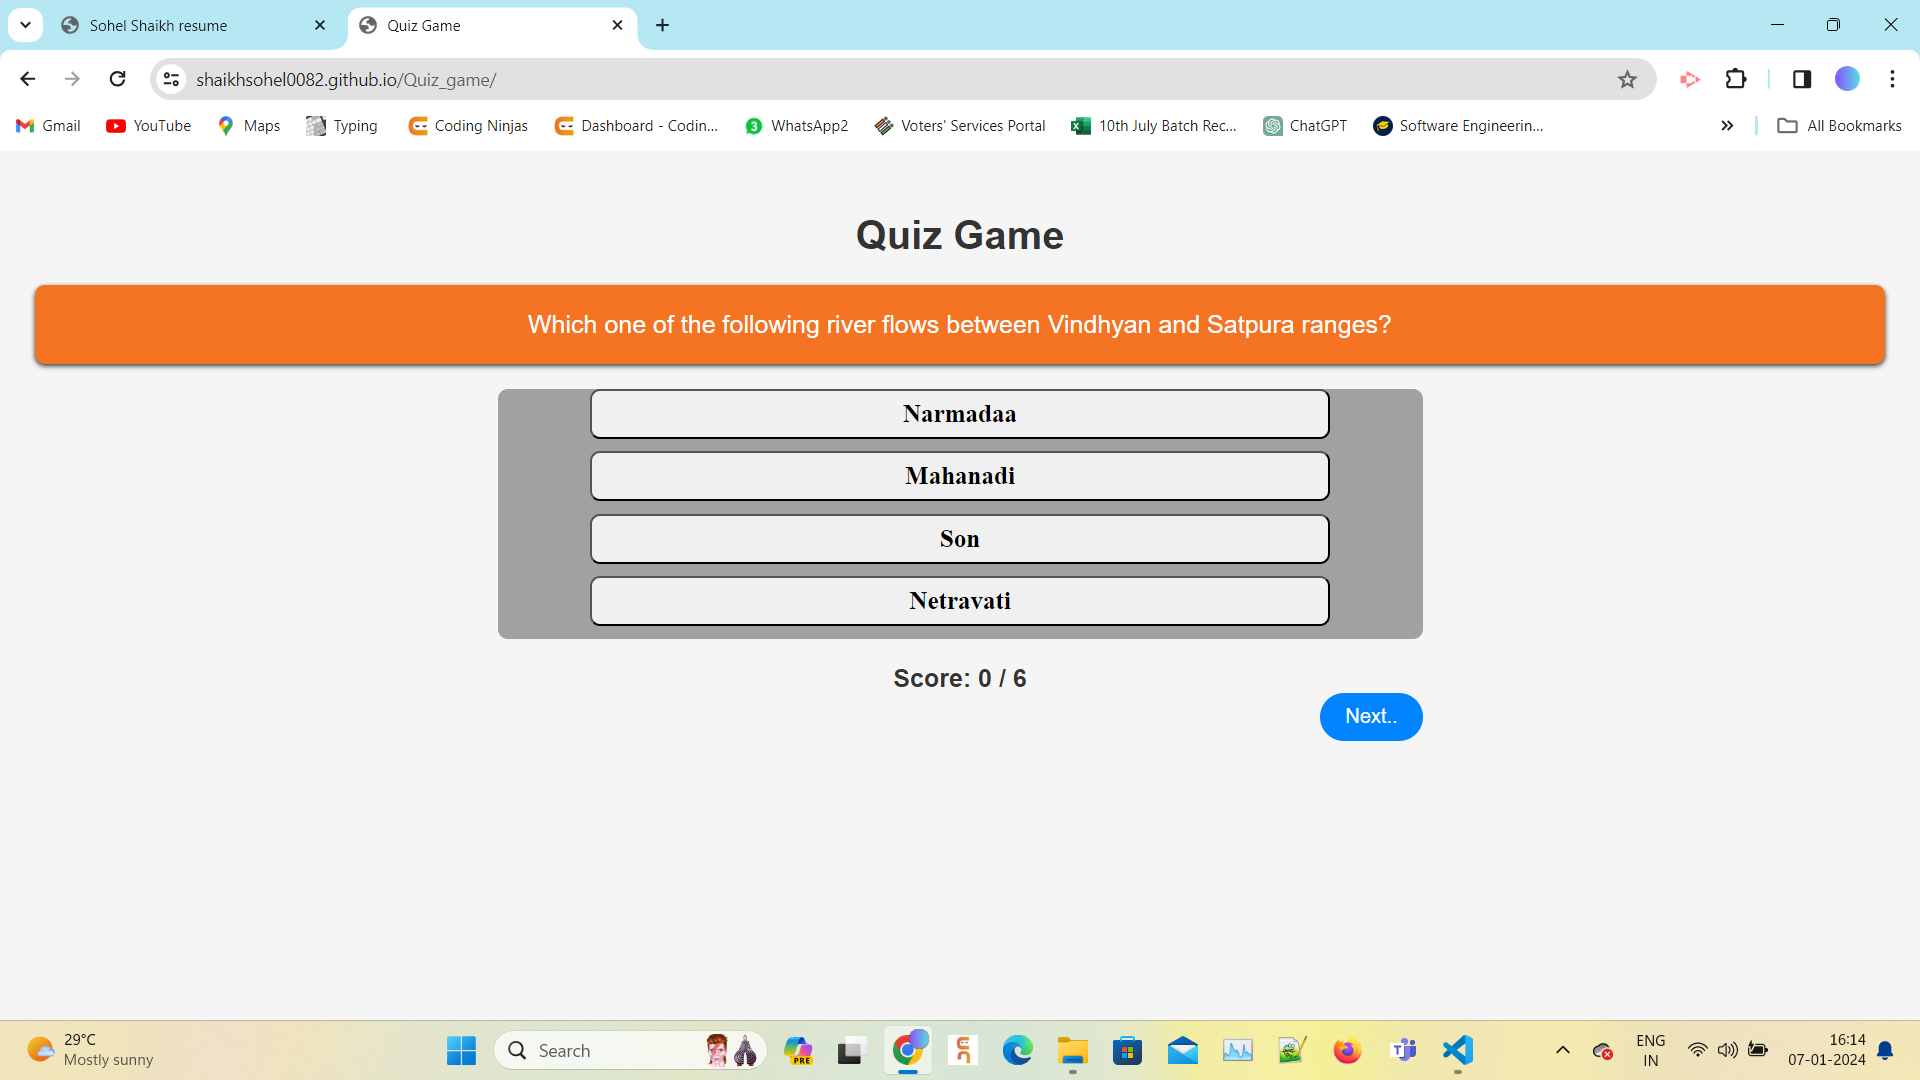 Sohel Shaikh resume
Quiz Game
shaikhsohel0082.github.io/Quiz_game/
Gmail
YouTube
Maps
Typing
Coding Ninjas
Dashboard - Codin...
3
WhatsApp2
Voters' Services Portal
10th July Batch Rec...
ChatGPT
Software Engineerin...
All Bookmarks
Quiz Game
Which one of the following river flows between Vindhyan and Satpura ranges?
Narmadaa
Mahanadi
Son
Netravati
Score: 0 / 6
Next..
29°C
Mostly sunny
Search
PRE
ENG
IN
16:14
07-01-2024